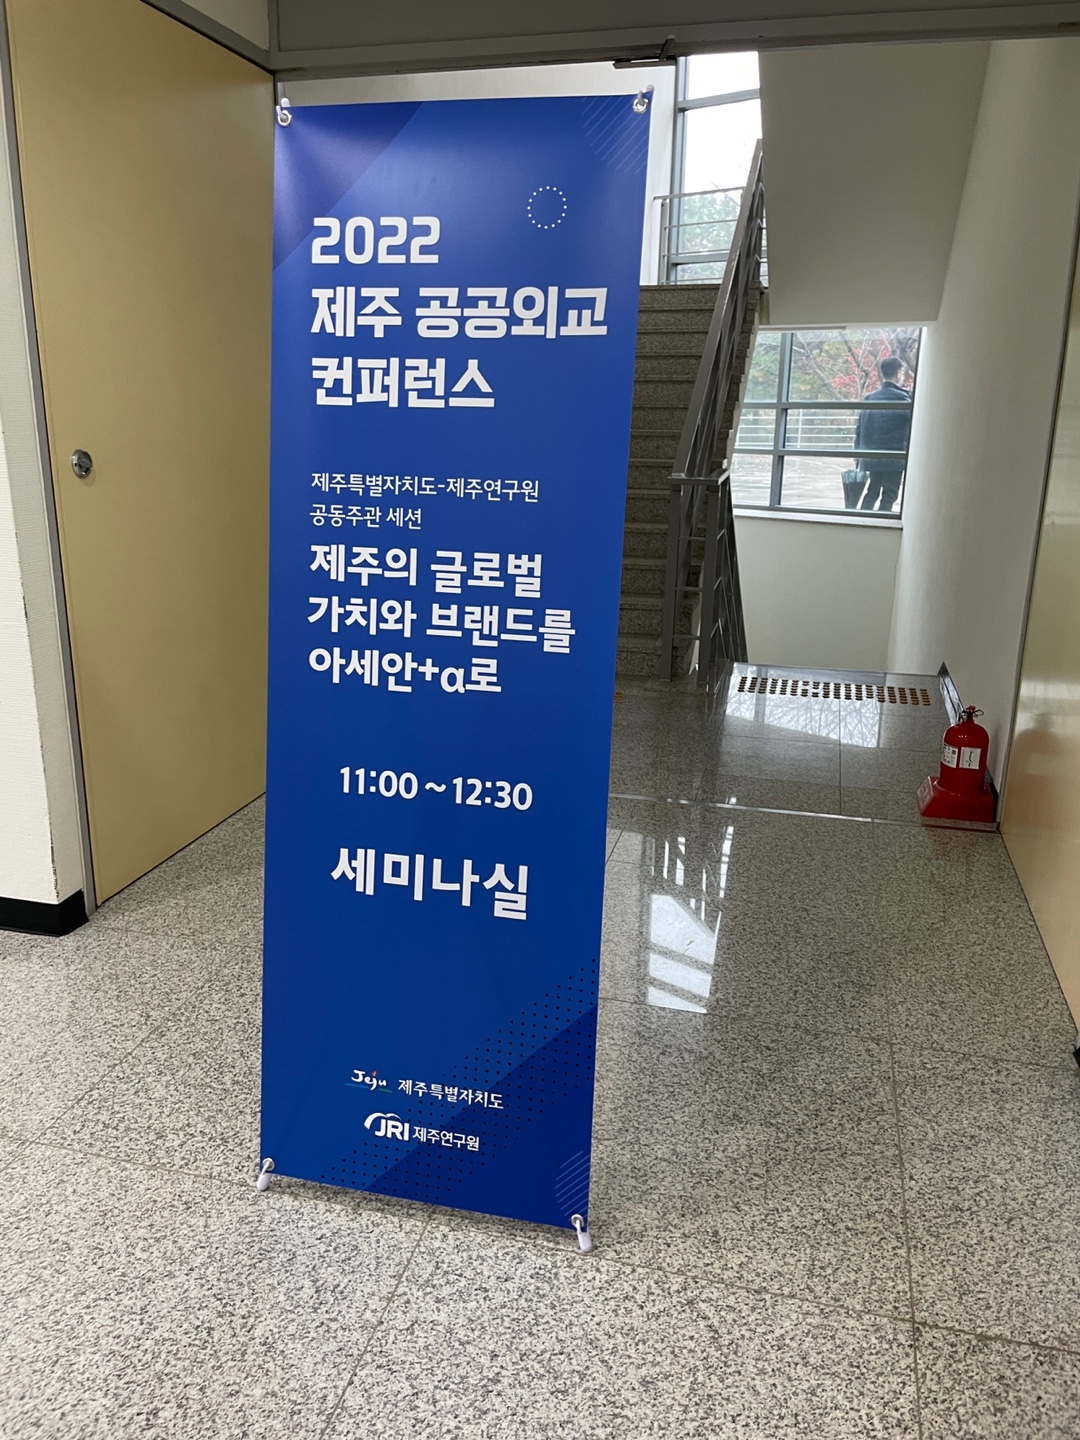 2022
제주 공공외교
컨퍼런스
제주특별자치도-제주연구원
공동주관 세션
제주의 글로벌
가치와 브랜드를
아세안+α로
11:00 ~ 12:30
세미나실
Jeju 제주특별자치도
JRI 제주연구원